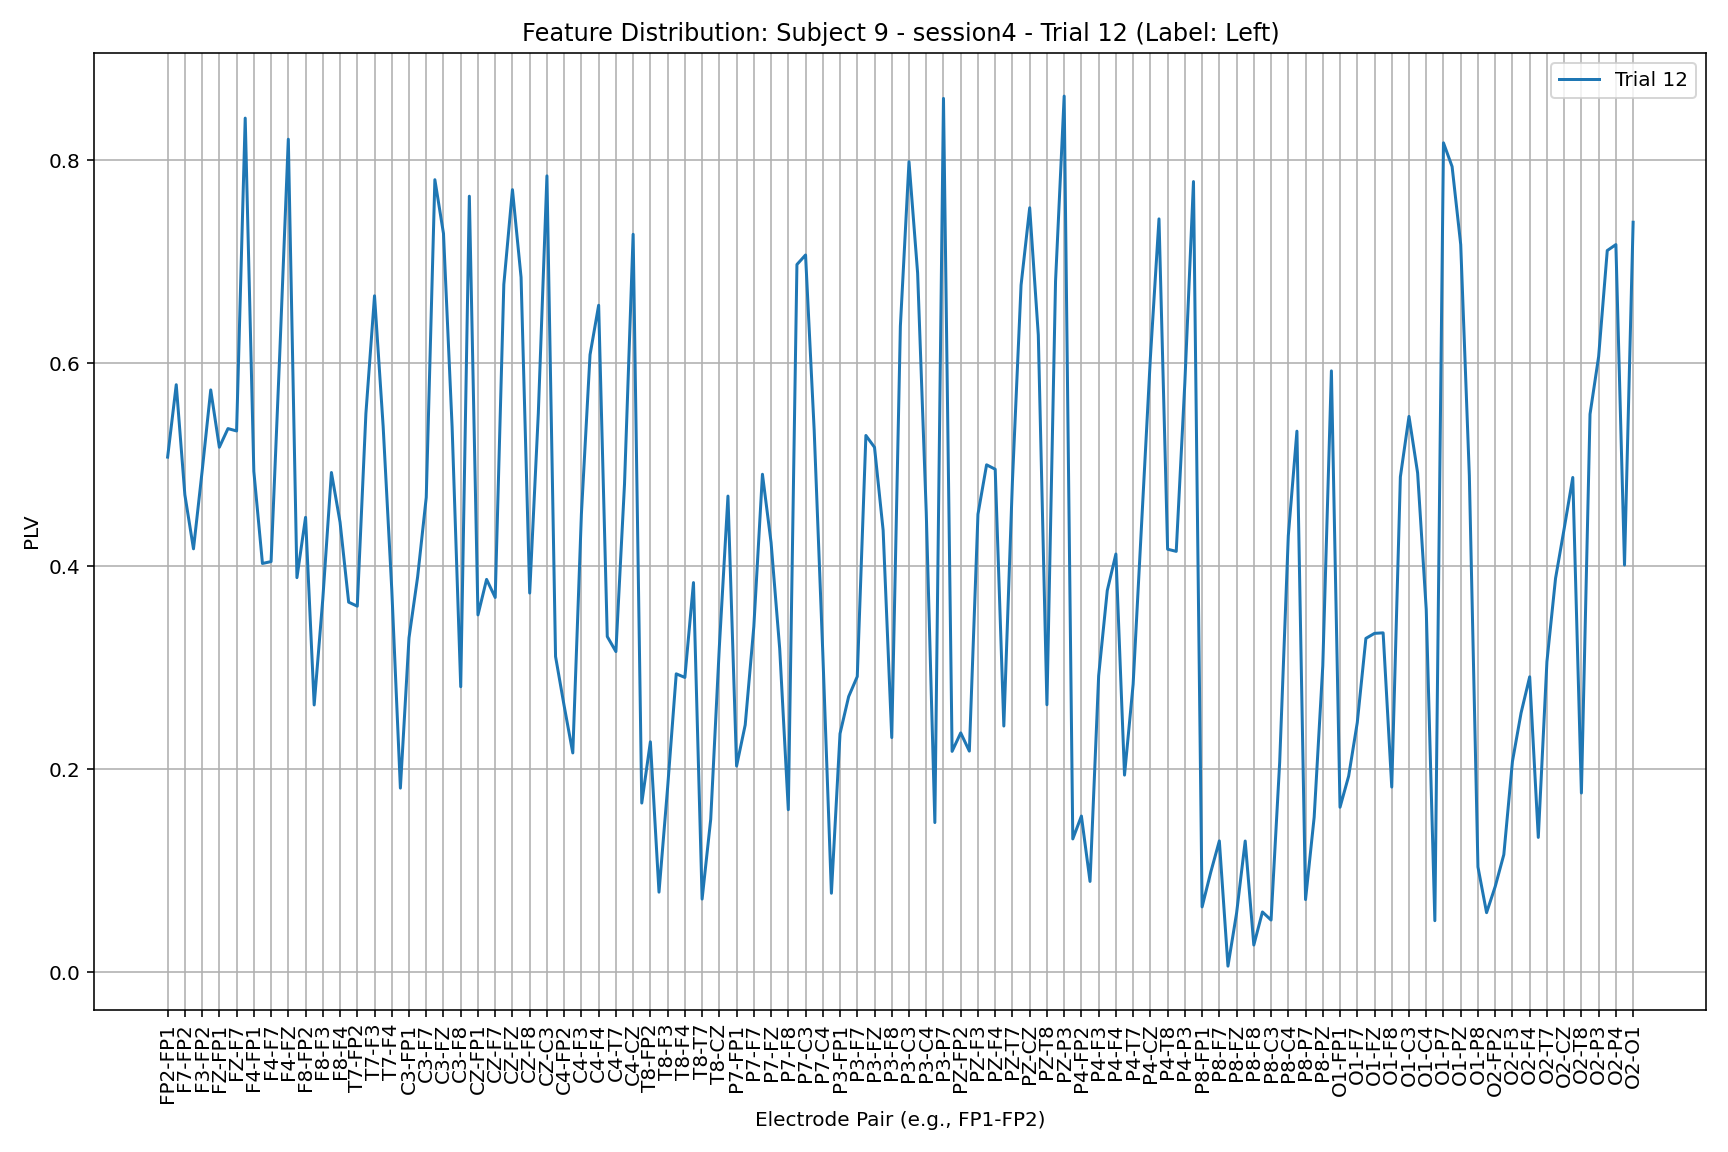 Feature Distribution: Subject 9 - session4 - Trial 12 (Label: Left)
Trial 12
PLV
0.8
0.6
0.4
0.2
0.0
FP2-FP1
F7-FP2
F3-FP2
FZ-FP1
FZ-F7
F4-FP1
F4-F7
F4-FZ
F8-FP2
F8-F3
F8-F4
T7-FP2
T7-F3
T7-F4
C3-FP1
C3-F7
C3-FZ
C3-F8
CZ-FP1
CZ-F7
CZ-FZ
CZ-F8
CZ-C3
C4-FP2
C4-F3
C4-F4
C4-T7
C4-CZ
T8-FP2
T8-F3
T8-F4
T8-T7
T8-CZ
P7-FP1
P7-F7
P7-FZ
P7-F8
P7-C3
P7-C4
P3-FP1
P3-F7
P3-FZ
P3-F8
P3-C3
P3-C4
P3-P7
PZ-FP2
PZ-F3
PZ-F4
PZ-T7
PZ-CZ
PZ-T8
PZ-P3
P4-FP2
P4-F3
P4-F4
P4-T7
P4-CZ
P4-T8
P4-P3
P8-FP1
P8-F7
P8-FZ
P8-F8
P8-C3
P8-C4
P8-P7
P8-PZ
O1-FP1
O1-F7
O1-FZ
O1-F8
O1-C3
O1-C4
O1-P7
O1-PZ
O1-P8
O2-FP2
O2-F3
O2-F4
O2-T7
O2-CZ
O2-T8
O2-P3
O2-P4
O2-O1
Electrode Pair (e.g., FP1-FP2)